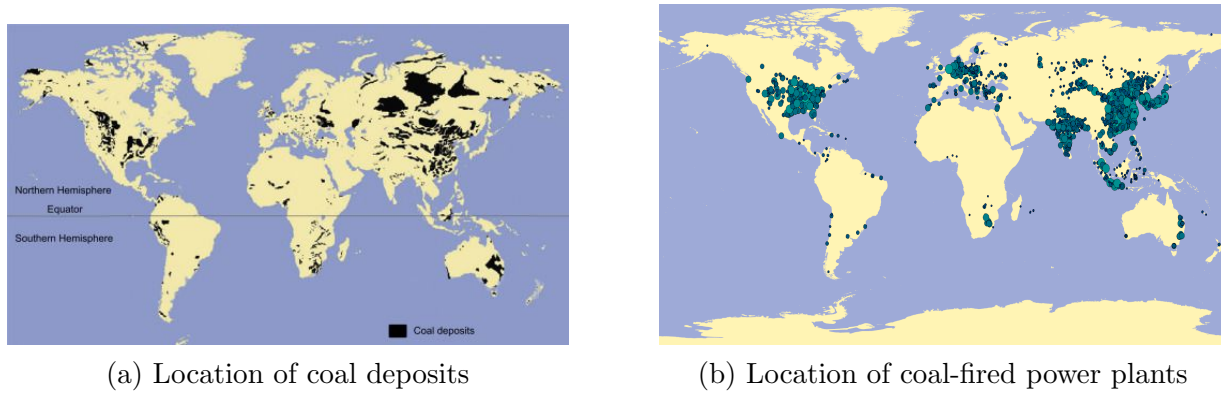 Northern Hemisphere
Equator
Southern Hemisphere
Coal deposits
(a) Location of coal deposits
(b) Location of coal-fired power plants